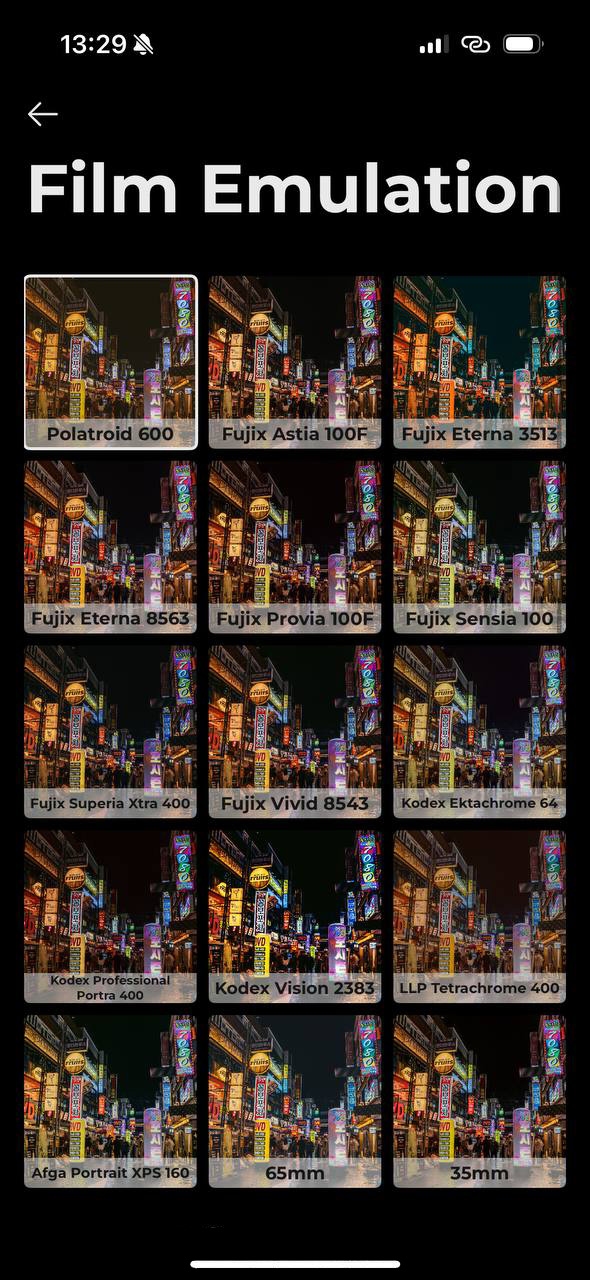 13:29
Film Emulation
Polatroid 600
Fujix Astia 100F
Fujix Eterna 3513
Fujix Eterna 8563
Fujix Provia 100F
Fujix Sensia 100
Fujix Superia Xtra 400
Fujix Vivid 8543
Kodex Ektachrome 64
Kodex Professional
Portra 400
Kodex Vision 2383
LLP Tetrachrome 400
Afga Portrait XPS 160
65mm
35mm